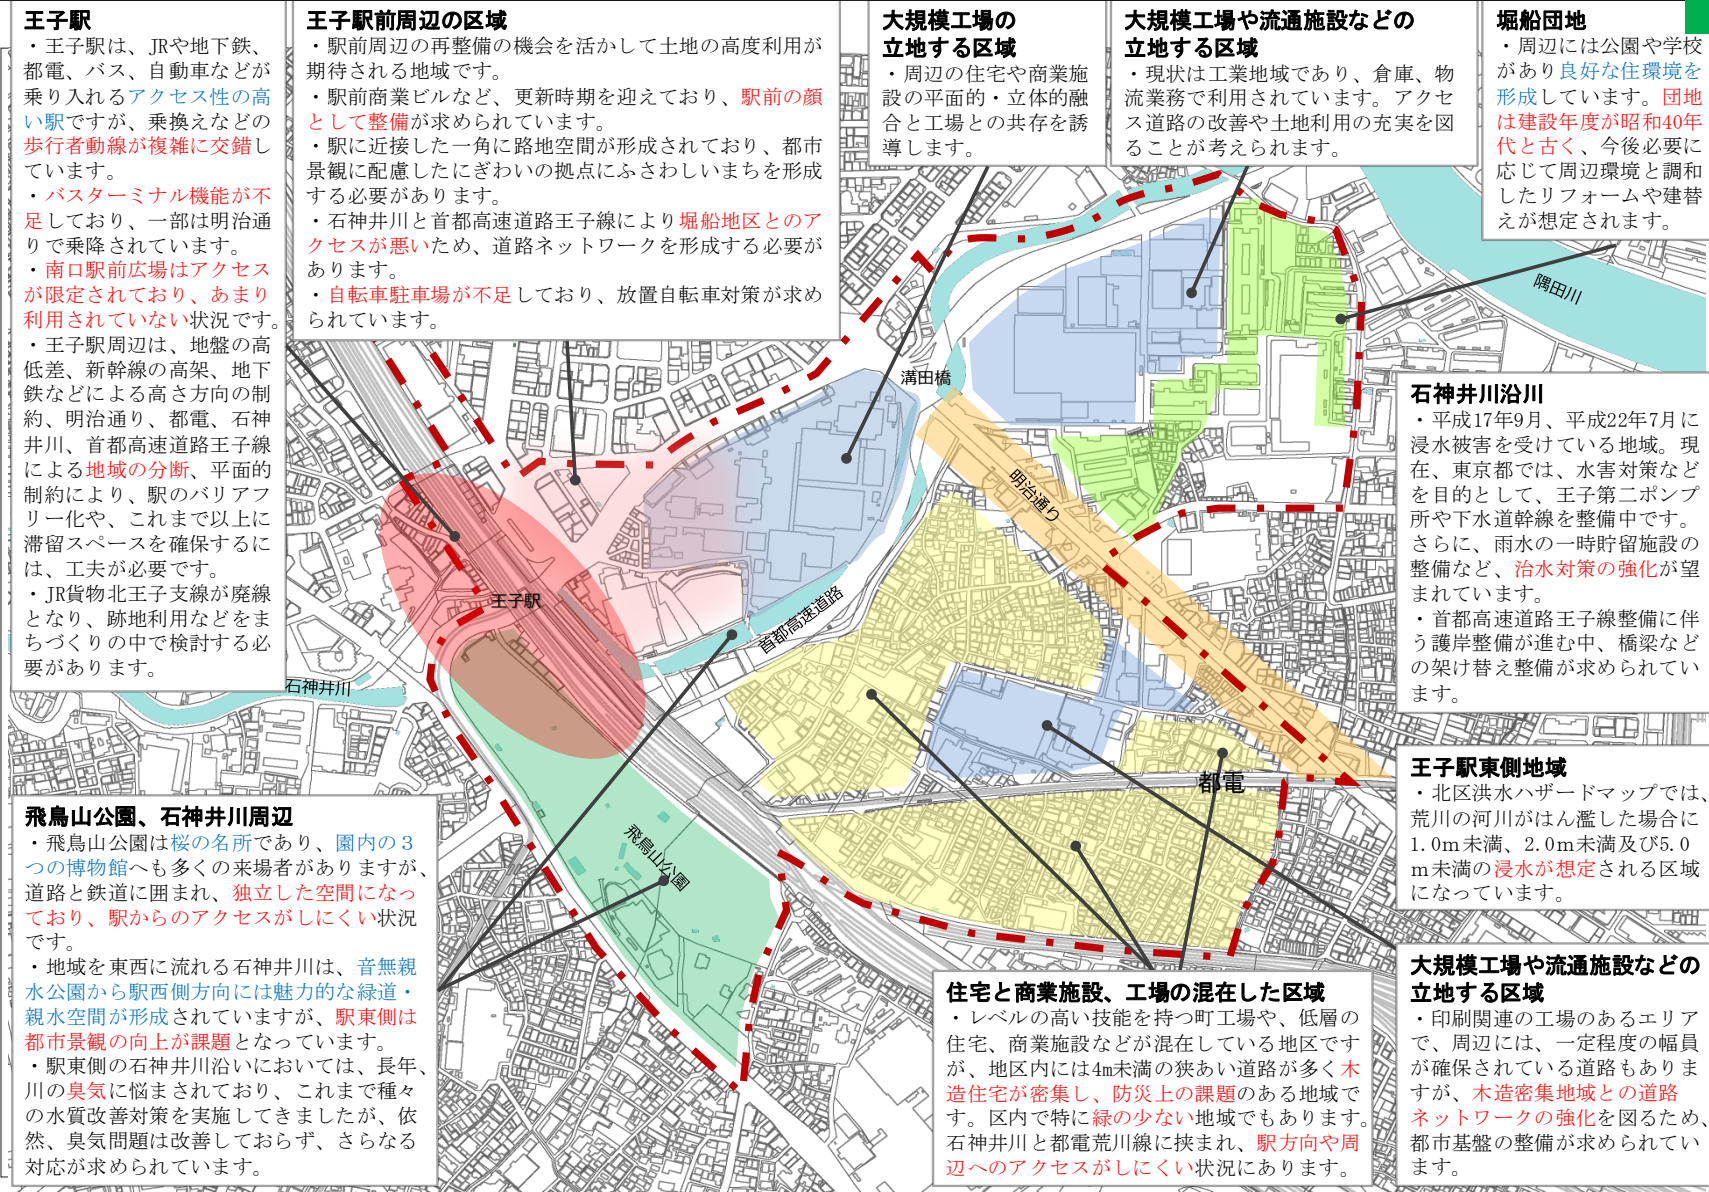 王子駅
・王子駅は、JRや地下鉄、
都電、バス、自動車などが
乗り入れるアクセス性の高
い駅ですが、乗換えなどの
歩行者動線が複雑に交錯し
ています。
・バスターミナル機能が不
足しており、一部は明治通
りで乗降されています。
・南口駅前広場はアクセス
が限定されており、あまり
利用されていない状況です。
・王子駅周辺は、地盤の高
低差、新幹線の高架、地下
鉄などによる高さ方向の制
約、明治通り、都電、石神
井川、首都高速道路王子線
による地域の分断、平面的
制約により、駅のバリアフ
リー化や、これまで以上に
滞留スペースを確保するに
は、工夫が必要です。
・JR貨物北王子支線が廃線
となり、跡地利用などをま
ちづくりの中で検討する必
要があります。
王子駅前周辺の区域
・駅前周辺の再整備の機会を活かして土地の高度利用が
期待される地域です。
・駅前商業ビルなど、更新時期を迎えており、駅前の顔
として整備が求められています。
・駅に近接した一角に路地空間が形成されており、都市
景観に配慮したにぎわいの拠点にふさわしいまちを形成
する必要があります。
・石神井川と首都高速道路王子線により堀船地区とのア
クセスが悪いため、道路ネットワークを形成する必要が
あります。
・自転車駐車場が不足しており、放置自転車対策が求め
られています。
大規模工場の
立地する区域
・周辺の住宅や商業施
設の平面的・立体的融
合と工場との共存を誘
導します。
大規模工場や流通施設などの
立地する区域
・現状は工業地域であり、倉庫、物
流業務で利用されています。アクセ
ス道路の改善や土地利用の充実を図
ることが考えられます。
堀船団地
・周辺には公園や学校
があり良好な住環境を
形成しています。団地
は建設年度が昭和40年
代と古く、今後必要に
応じて周辺環境と調和
したリフォームや建替
えが想定されます。
隅田川
溝田橋
明治通り
王子駅
首都高速道路
石神井川
都電
飛鳥山公園
石神井川沿川
・平成17年9月、平成22年7月に
浸水被害を受けている地域。現
在、東京都では、水害対策など
を目的として、王子第二ポンプ
所や下水道幹線を整備中です。
さらに、雨水の一時貯留施設の
整備など、治水対策の強化が望
まれています。
・首都高速道路王子線整備に伴
う護岸整備が進む中、橋梁など
の架け替え整備が求められてい
ます。
王子駅東側地域
・北区洪水ハザードマップでは、
荒川の河川がはん濫した場合に
1.0m未満、2.0m未満及び5.0
m未満の浸水が想定される区域
になっています。
飛鳥山公園、石神井川周辺
・飛鳥山公園は桜の名所であり、園内の３
つの博物館へも多くの来場者がありますが、
道路と鉄道に囲まれ、独立した空間になっ
ており、駅からのアクセスがしにくい状況
です。
・地域を東西に流れる石神井川は、音無親
水公園から駅西側方向には魅力的な緑道・
親水空間が形成されていますが、駅東側は
都市景観の向上が課題となっています。
・駅東側の石神井川沿いにおいては、長年、
川の臭気に悩まされており、これまで種々
の水質改善対策を実施してきましたが、依
然、臭気問題は改善しておらず、さらなる
対応が求められています。
住宅と商業施設、工場の混在した区域
・レベルの高い技能を持つ町工場や、低層の
住宅、商業施設などが混在している地区です
が、地区内には4m未満の狭あい道路が多く木
造住宅が密集し、防災上の課題のある地域で
す。区内で特に緑の少ない地域でもあります。
石神井川と都電荒川線に挟まれ、駅方向や周
辺へのアクセスがしにくい状況にあります。
大規模工場や流通施設などの
立地する区域
・印刷関連の工場のあるエリア
で、周辺には、一定程度の幅員
が確保されている道路もありま
すが、木造密集地域との道路
ネットワークの強化を図るため、
都市基盤の整備が求められてい
ます。